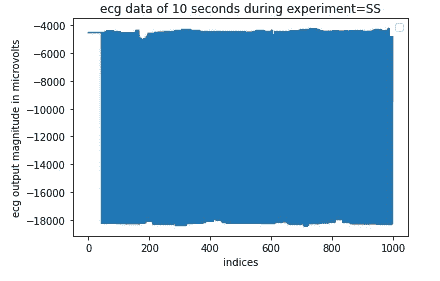 ecg data of 10 seconds during experiment=SS
ecg output magnitude in microvolts
−4000
−6000
−8000
−10000
−12000
−14000
−16000
−18000
0 200 400 600 800 1000
indices